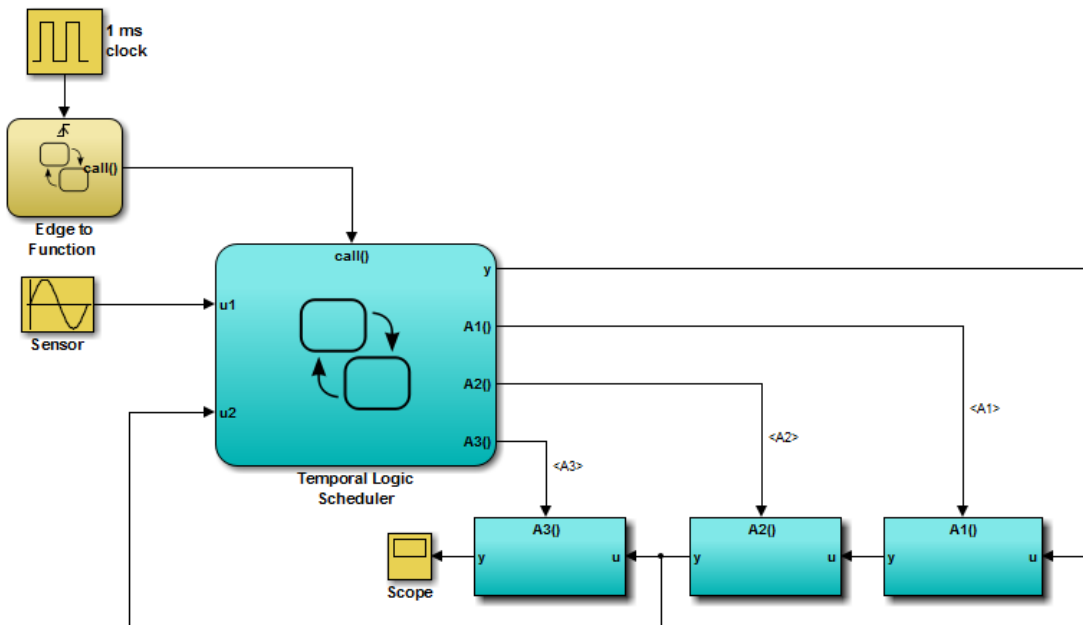 1 ms
clock
call()
Edge to
Function
call()
y
u1
Sensor
A1()
A2()
u2
<A1>
<A2>
A3()
<A3>
Temporal Logic
Scheduler
A3()
A2()
A1()
y
u
y
u
y
u
Scope